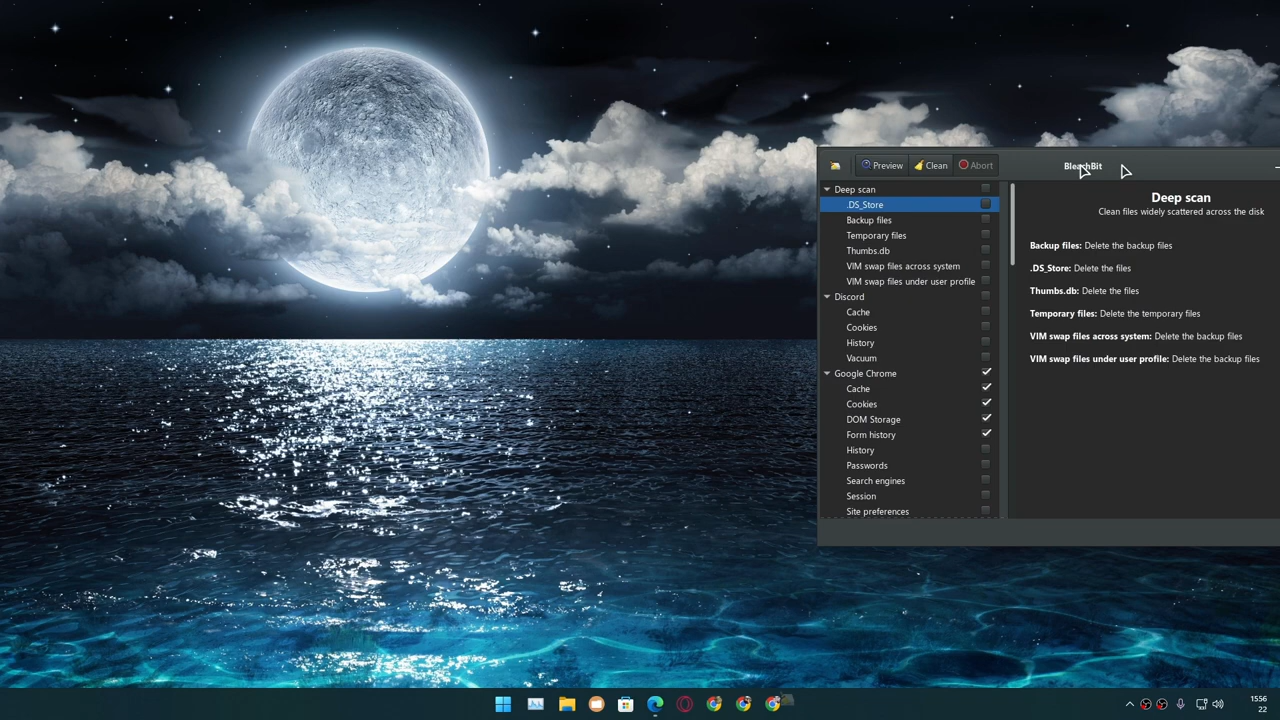 Preview Clean Abort BleachBit
Deep scan
.DS_Store
Backup files
Temporary files
Thumbs.db
VIM swap files across system
VIM swap files under user profile
Discord
Cache
Cookies
History
Vacuum
Google Chrome
Cache
Cookies
DOM Storage
Form history
History
Passwords
Search engines
Session
Site preferences
Deep scan
Clean files widely scattered across the disk
Backup files: Delete the backup files
.DS_Store: Delete the files
Thumbs.db: Delete the files
Temporary files: Delete the temporary files
VIM swap files across system: Delete the backup files
VIM swap files under user profile: Delete the backup files
1556
22